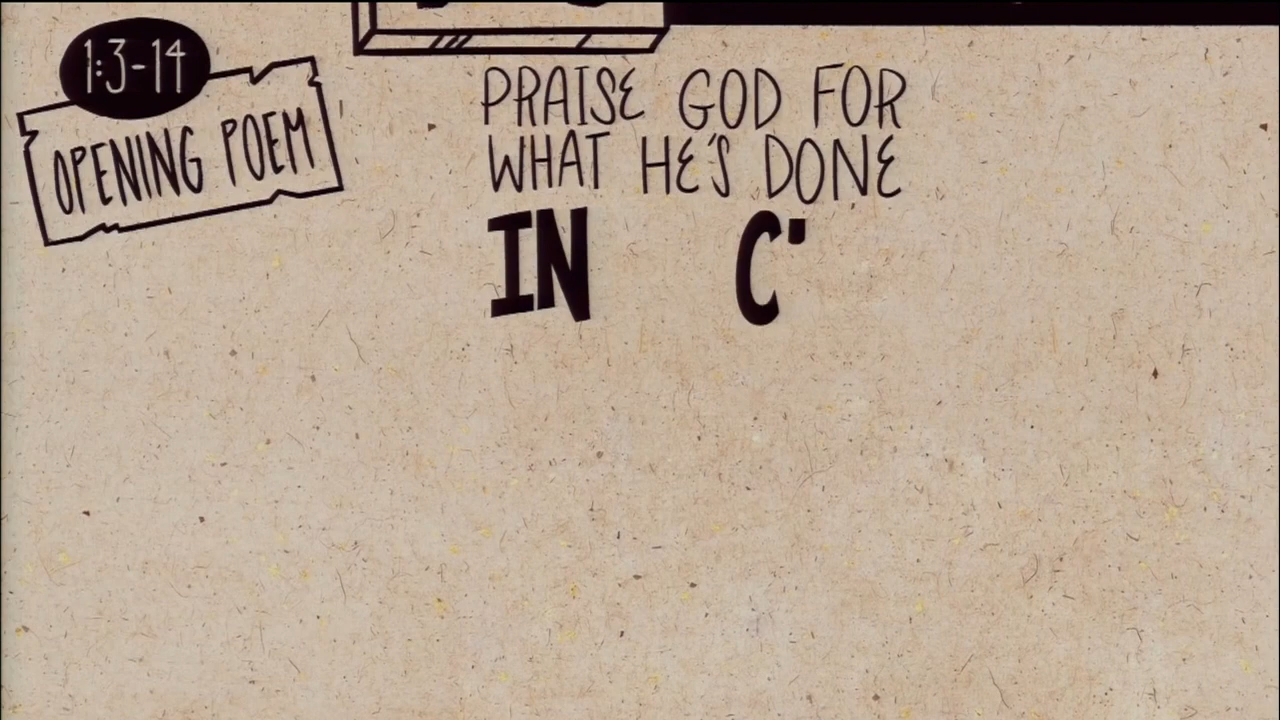 1:3-14
OPENING POEM
PRAISE GOD FOR
WHAT HE'S DONE
IN C